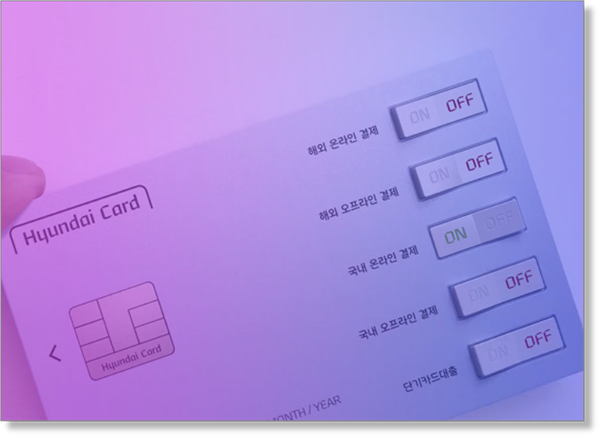 해외 온라인 결제 ON OFF
해외 오프라인 결제 ON OFF
Hyundai Card
국내 온라인 결제 ON OFF
국내 오프라인 결제 ON OFF
Hyundai Card
단기카드대출 ON OFF
MONTH / YEAR